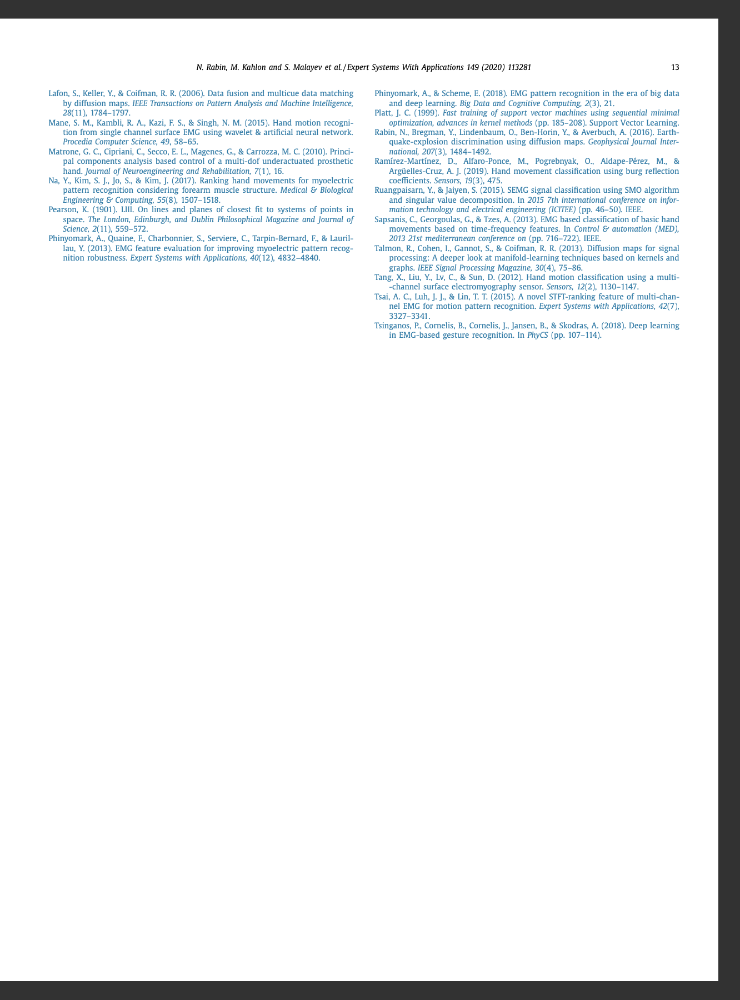 N. Rabin, M. Kahlon and S. Malayev et al. / Expert Systems With Applications 149 (2020) 113281
13
Lafon, S., Keller, Y., & Coifman, R. R. (2006). Data fusion and multicue data matching
by diffusion maps. IEEE Transactions on Pattern Analysis and Machine Intelligence,
28(11), 1784–1797.
Mane, S. M., Kambli, R. A., Kazi, F. S., & Singh, N. M. (2015). Hand motion recogni-
tion from single channel surface EMG using wavelet & artificial neural network.
Procedia Computer Science, 49, 58–65.
Matrone, G. C., Cipriani, C., Secco, E. L., Magenes, G., & Carrozza, M. C. (2010). Princi-
pal components analysis based control of a multi-dof underactuated prosthetic
hand. Journal of Neuroengineering and Rehabilitation, 7(1), 16.
Na, Y., Kim, S. J., Jo, S., & Kim, J. (2017). Ranking hand movements for myoelectric
pattern recognition considering forearm muscle structure. Medical & Biological
Engineering & Computing, 55(8), 1507–1518.
Pearson, K. (1901). LIII. On lines and planes of closest fit to systems of points in
space. The London, Edinburgh, and Dublin Philosophical Magazine and Journal of
Science, 2(11), 559–572.
Phinyomark, A., Quaine, F., Charbonnier, S., Serviere, C., Tarpin-Bernard, F., & Lauril-
lau, Y. (2013). EMG feature evaluation for improving myoelectric pattern recog-
nition robustness. Expert Systems with Applications, 40(12), 4832–4840.
Phinyomark, A., & Scheme, E. (2018). EMG pattern recognition in the era of big data
and deep learning. Big Data and Cognitive Computing, 2(3), 21.
Platt, J. C. (1999). Fast training of support vector machines using sequential minimal
optimization, advances in kernel methods (pp. 185–208). Support Vector Learning.
Rabin, N., Bregman, Y., Lindenbaum, O., Ben-Horin, Y., & Averbuch, A. (2016). Earth-
quake-explosion discrimination using diffusion maps. Geophysical Journal Inter-
national, 207(3), 1484–1492.
Ramírez-Martínez, D., Alfaro-Ponce, M., Pogrebnyak, O., Aldape-Pérez, M., &
Argüelles-Cruz, A. J. (2019). Hand movement classification using burg reflection
coefficients. Sensors, 19(3), 475.
Ruangpaisarn, Y., & Jaiyen, S. (2015). SEMG signal classification using SMO algorithm
and singular value decomposition. In 2015 7th international conference on infor-
mation technology and electrical engineering (ICITEE) (pp. 46–50). IEEE.
Sapsanis, C., Georgoulas, G., & Tzes, A. (2013). EMG based classification of basic hand
movements based on time-frequency features. In Control & automation (MED),
2013 21st mediterranean conference on (pp. 716–722). IEEE.
Talmon, R., Cohen, I., Gannot, S., & Coifman, R. R. (2013). Diffusion maps for signal
processing: A deeper look at manifold-learning techniques based on kernels and
graphs. IEEE Signal Processing Magazine, 30(4), 75–86.
Tang, X., Liu, Y., Lv, C., & Sun, D. (2012). Hand motion classification using a multi-
-channel surface electromyography sensor. Sensors, 12(2), 1130–1147.
Tsai, A. C., Luh, J. J., & Lin, T. T. (2015). A novel STFT-ranking feature of multi-chan-
nel EMG for motion pattern recognition. Expert Systems with Applications, 42(7),
3327–3341.
Tsinganos, P., Cornelis, B., Cornelis, J., Jansen, B., & Skodras, A. (2018). Deep learning
in EMG-based gesture recognition. In PhyCS (pp. 107–114).